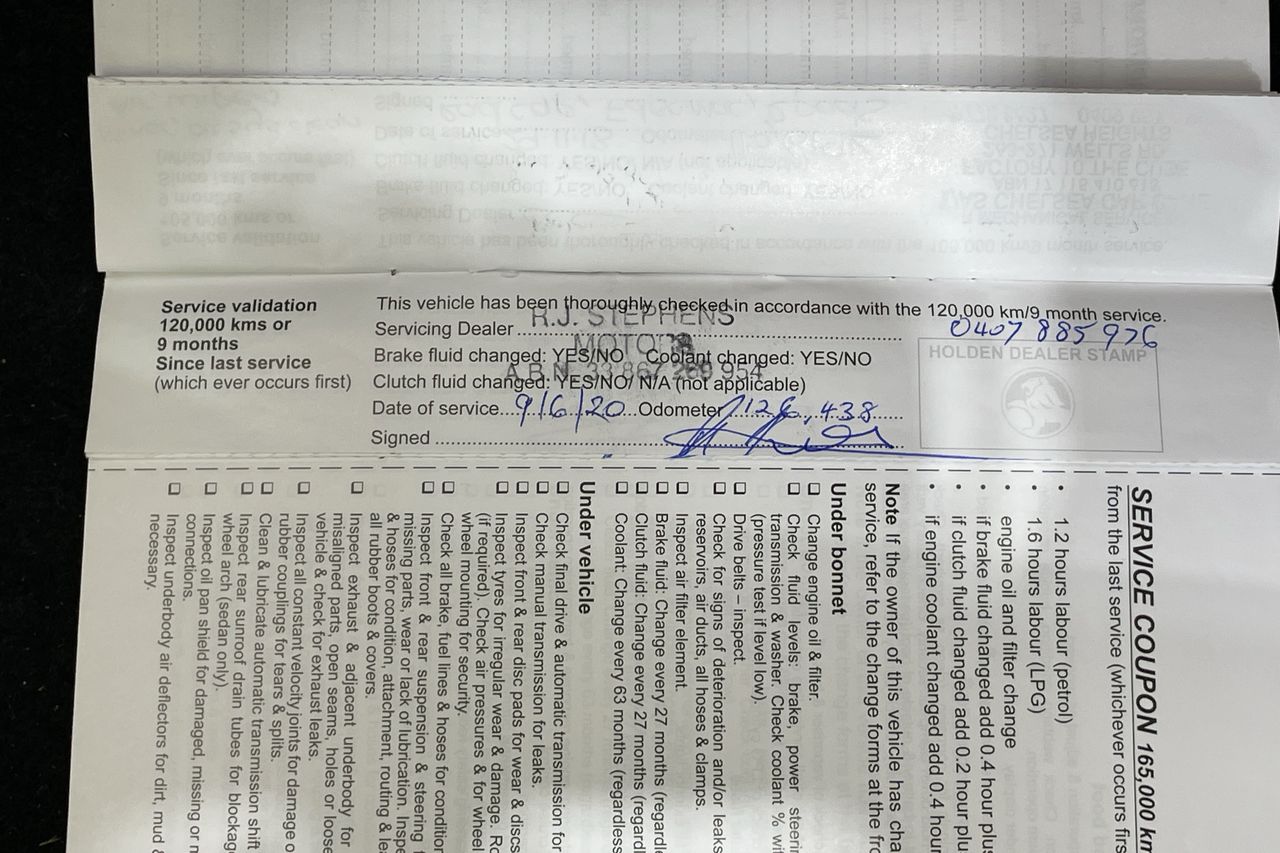 Service validation
120,000 kms or
9 months
Since last service
(which ever occurs first)
This vehicle has been thoroughly checked in accordance with the 120,000 km/9 month service.
Servicing Dealer
R.J. STEPHENS
MOTORS
Brake fluid changed: YES/NO Coolant changed: YES/NO
A.B.N. 33 867 269 954
Clutch fluid changed: YES/NO/ N/A (not applicable)
Date of service...9/6/20...Odometer 126,438
Signed
0407 885 976
HOLDEN DEALER STAMP
SERVICE COUPON 165,000 km
from the last service (whichever occurs firs
• 1.2 hours labour (petrol)
• 1.6 hours labour (LPG)
• engine oil and filter change
• if brake fluid changed add 0.4 hour plus
• if clutch fluid changed add 0.2 hour plu
• if engine coolant changed add 0.4 hour
Note If the owner of this vehicle has cha
service, refer to the change forms at the fro
Under bonnet
☐ Change engine oil & filter.
☐ Check fluid levels: brake, power steerin
transmission & washer. Check coolant % wi
(pressure test if level low).
☐ Drive belts – inspect.
☐ Check for signs of deterioration and/or leaks
reservoirs, air ducts, all hoses & clamps.
☐ Inspect air filter element.
☐ Brake fluid: Change every 27 months (regardle
☐ Clutch fluid: Change every 27 months (regardl
☐ Coolant: Change every 63 months (regardless
Under vehicle
☐ Check final drive & automatic transmission for
☐ Check manual transmission for leaks.
☐ Inspect front & rear disc pads for wear & discs
☐ Inspect tyres for irregular wear & damage. Ro
(if required). Check air pressures & for wheel
wheel mounting for security.
☐ Check all brake, fuel lines & hoses for condition
☐ Inspect front & rear suspension & steering f
missing parts, wear or lack of lubrication. Inspe
& hoses for condition, attachment, routing & lea
all rubber boots & covers.
☐ Inspect exhaust & adjacent underbody for
misaligned parts, open seams, holes or loose
vehicle & check for exhaust leaks.
☐ Inspect all constant velocity joints for damage o
rubber couplings for tears & splits.
☐ Clean & lubricate automatic transmission shift
☐ Inspect rear sunroof drain tubes for blockag
wheel arch (sedan only).
☐ Inspect oil pan shield for damaged, missing or n
connections.
☐ Inspect underbody air deflectors for dirt, mud &
necessary.